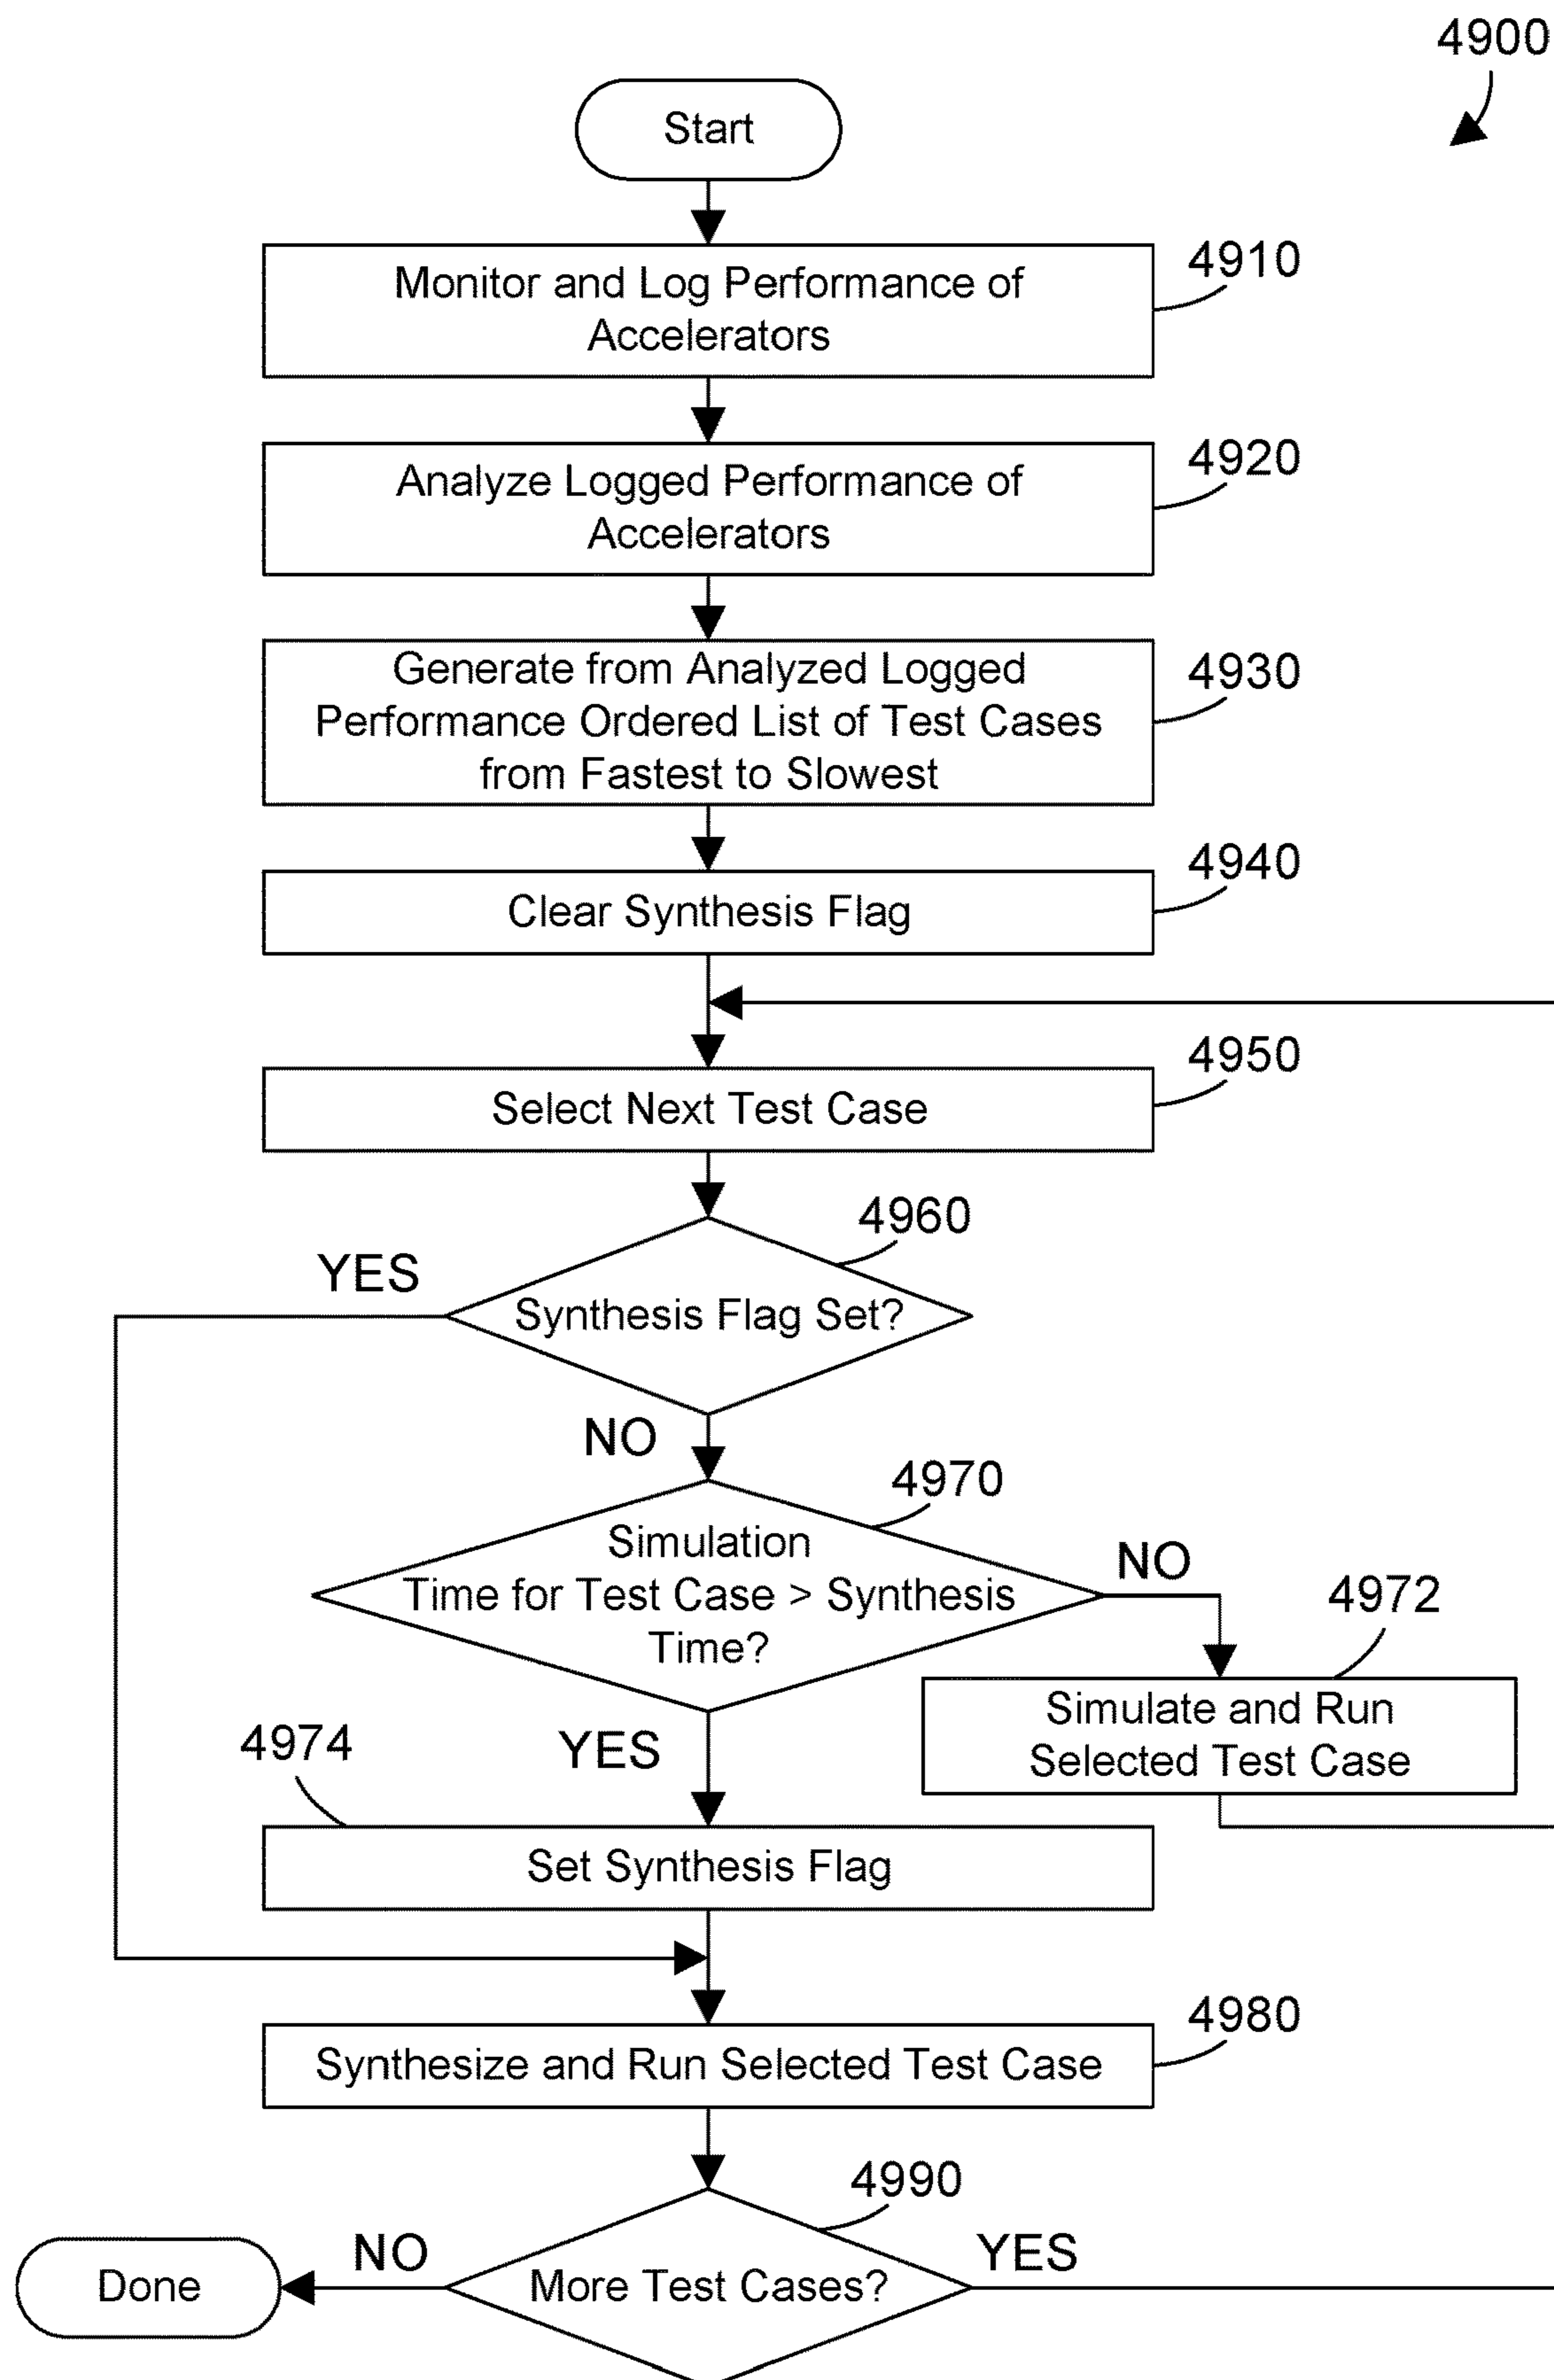 4900
Start
4910
Monitor and Log Performance of
Accelerators
4920
Analyze Logged Performance of
Accelerators
4930
Generate from Analyzed Logged
Performance Ordered List of Test Cases
from Fastest to Slowest
4940
Clear Synthesis Flag
4950
Select Next Test Case
4960
YES
Synthesis Flag Set?
NO
4970
Simulation
Time for Test Case > Synthesis
Time?
NO
4972
Simulate and Run
Selected Test Case
4974
YES
Set Synthesis Flag
4980
Synthesize and Run Selected Test Case
4990
NO
YES
Done
More Test Cases?